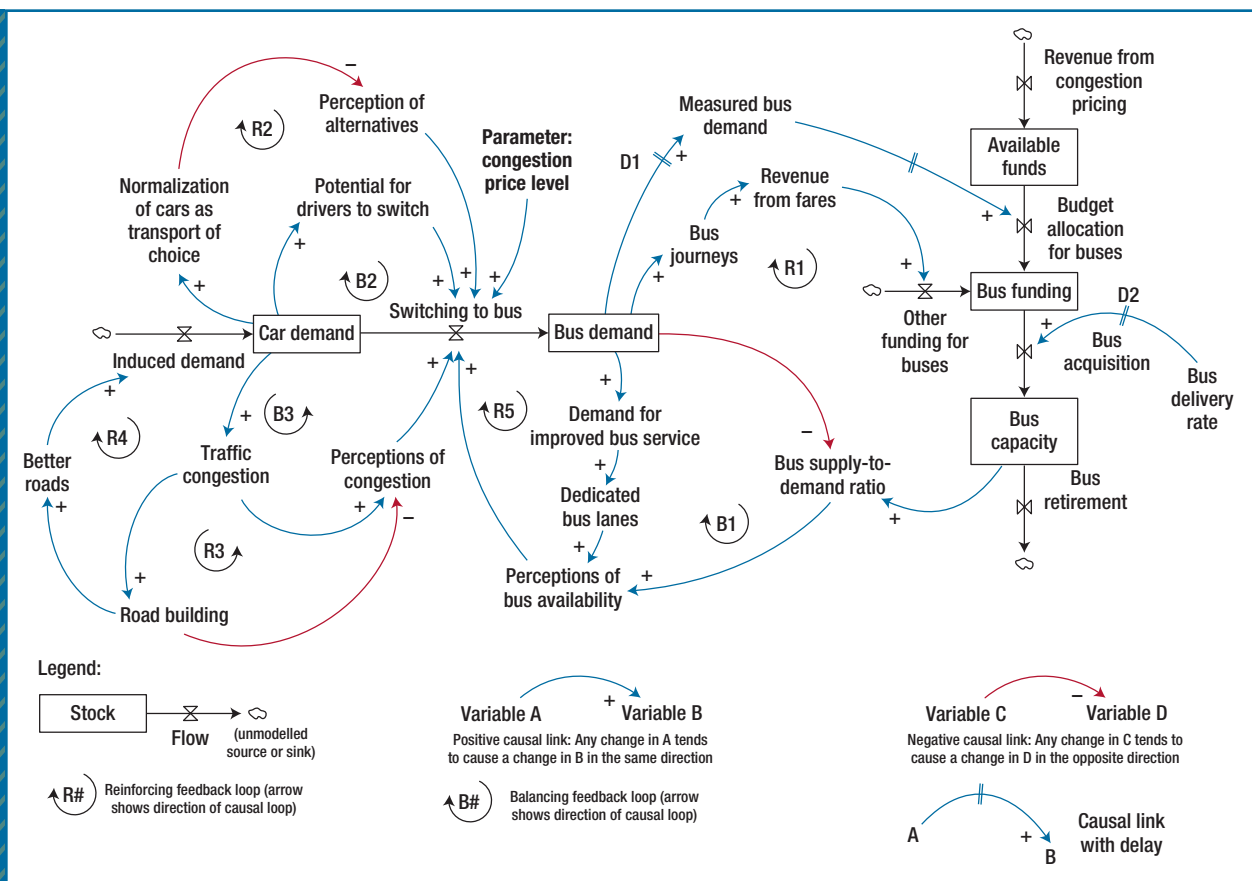 Revenue from
congestion
pricing
−
Perception of
alternatives
R2
Measured bus
demand
Parameter:
congestion
price level
D1
+
Available
funds
Normalization
of cars as
transport of
choice
Potential for
drivers to switch
Revenue
from fares
+
Bus
journeys
+
Budget
allocation
for buses
+
+
B2
+
+
+
+
R1
+
Switching to bus
Bus funding
D2
Car demand
Bus demand
Induced demand
Other
funding for
buses
+
Bus
acquisition
Bus
delivery
rate
+
+
+
+
+
B3
R5
Demand for
improved bus service
−
Bus
capacity
R4
Better
roads
Traffic
congestion
Perceptions of
congestion
+
Dedicated
bus lanes
Bus supply-to-
demand ratio
Bus
retirement
+
+
−
+
R3
B1
+
+
Perceptions of
bus availability
+
Road building
Legend:
Stock
Flow
(unmodelled
source or sink)
Variable A
+
Variable B
Positive causal link: Any change in A tends
to cause a change in B in the same direction
Variable C
−
Variable D
Negative causal link: Any change in C tends to
cause a change in D in the opposite direction
R#
Reinforcing feedback loop (arrow
shows direction of causal loop)
B#
Balancing feedback loop (arrow
shows direction of causal loop)
A
+
B
Causal link
with delay